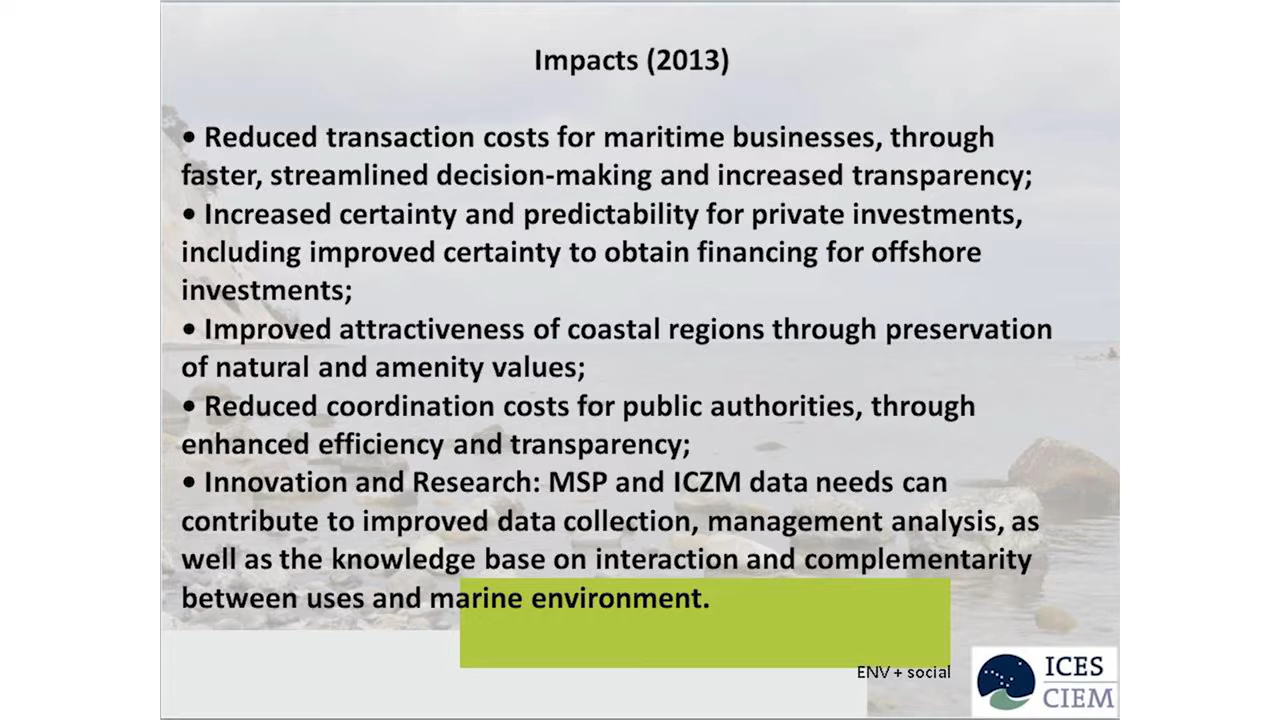 Impacts (2013)
• Reduced transaction costs for maritime businesses, through
faster, streamlined decision-making and increased transparency;
• Increased certainty and predictability for private investments,
including improved certainty to obtain financing for offshore
investments;
• Improved attractiveness of coastal regions through preservation
of natural and amenity values;
• Reduced coordination costs for public authorities, through
enhanced efficiency and transparency;
• Innovation and Research: MSP and ICZM data needs can
contribute to improved data collection, management analysis, as
well as the knowledge base on interaction and complementarity
between uses and marine environment.
ENV + social
ICES
CIEM